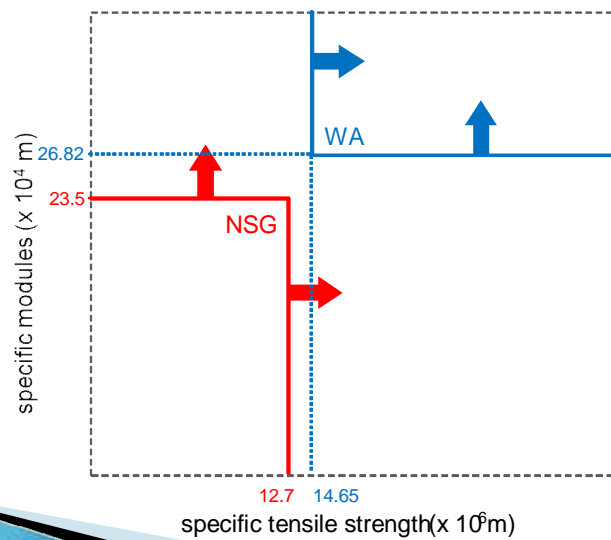 WA
26.82
23.5
NSG
specific modules (x 10⁴ m)
12.7 14.65
specific tensile strength(x 10⁶m)